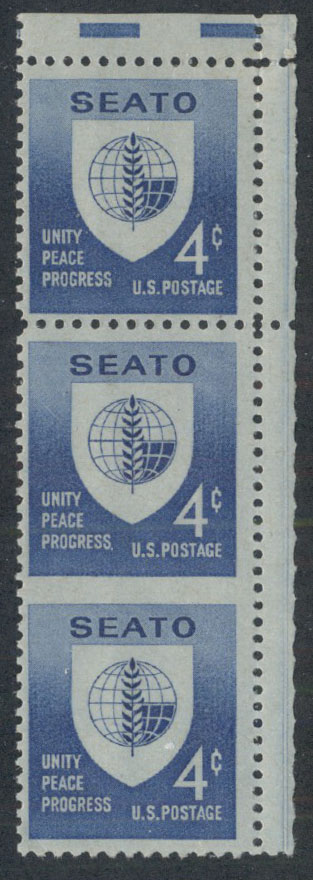 SEATO
UNITY
PEACE
PROGRESS
4¢
U.S. POSTAGE
SEATO
UNITY
PEACE
PROGRESS
4¢
U.S. POSTAGE
SEATO
UNITY
PEACE
PROGRESS
4¢
U.S. POSTAGE